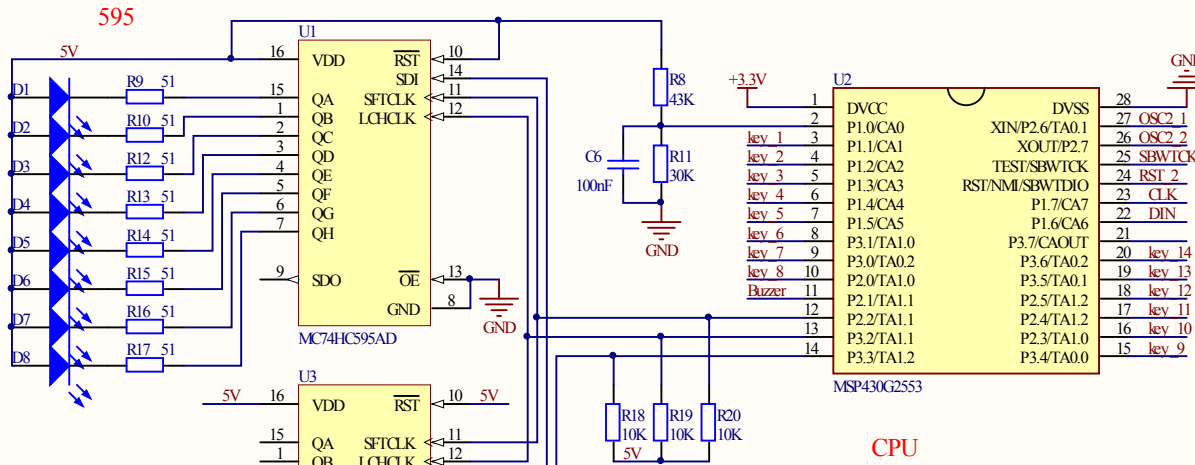 595
5V
D1
D2
D3
D4
D5
D6
D7
D8
R9 51
R10 51
R12 51
R13 51
R14 51
R15 51
R16 51
R17 51
U1
16 VDD RST 10
SDI 14
15 QA SFTCLK 11
1 QB LCHCLK 12
2 QC
3 QD
4 QE
5 QF
6 QG
7 QH
9 SDO OE 13
GND 8
GND
MC74HC595AD
U3
5V 16 VDD RST 10 5V
15 QA SFTCLK 11
1 QB LCHCLK 12
R8
43K
C6
100nF
R11
30K
GND
R18
10K
R19
10K
R20
10K
5V
+3.3V
U2
GND
1 DVCC DVSS 28
2 P1.0/CA0 XIN/P2.6/TA0.1 27 OSC2_1
key_1 3 P1.1/CA1 XOUT/P2.7 26 OSC2_2
key_2 4 P1.2/CA2 TEST/SBWTCK 25 SBWTCK
key_3 5 P1.3/CA3 RST/NMI/SBWTDIO 24 RST_2
key_4 6 P1.4/CA4 P1.7/CA7 23 CLK
key_5 7 P1.5/CA5 P1.6/CA6 22 DIN
key_6 8 P3.1/TA1.0 P3.7/CAOUT 21
key_7 9 P3.0/TA0.2 P3.6/TA0.2 20 key_14
key_8 10 P2.0/TA1.0 P3.5/TA0.1 19 key_13
Buzzer 11 P2.1/TA1.1 P2.5/TA1.2 18 key_12
12 P2.2/TA1.1 P2.4/TA1.2 17 key_11
13 P3.2/TA1.1 P2.3/TA1.0 16 key_10
14 P3.3/TA1.2 P3.4/TA0.0 15 key_9
MSP430G2553
CPU